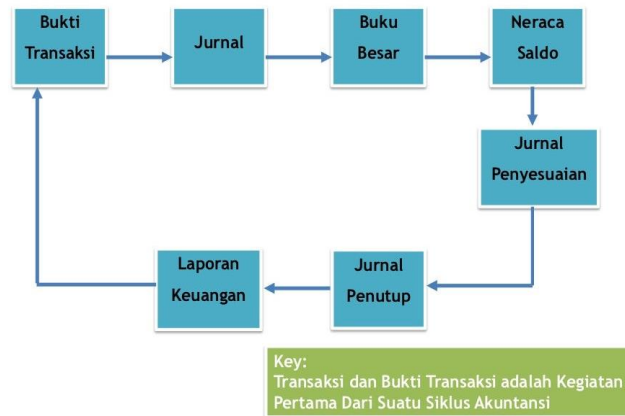 Bukti
Transaksi
Jurnal
Buku
Besar
Neraca
Saldo
Jurnal
Penyesuaian
Jurnal
Penutup
Laporan
Keuangan
Key:
Transaksi dan Bukti Transaksi adalah Kegiatan
Pertama Dari Suatu Siklus Akuntansi